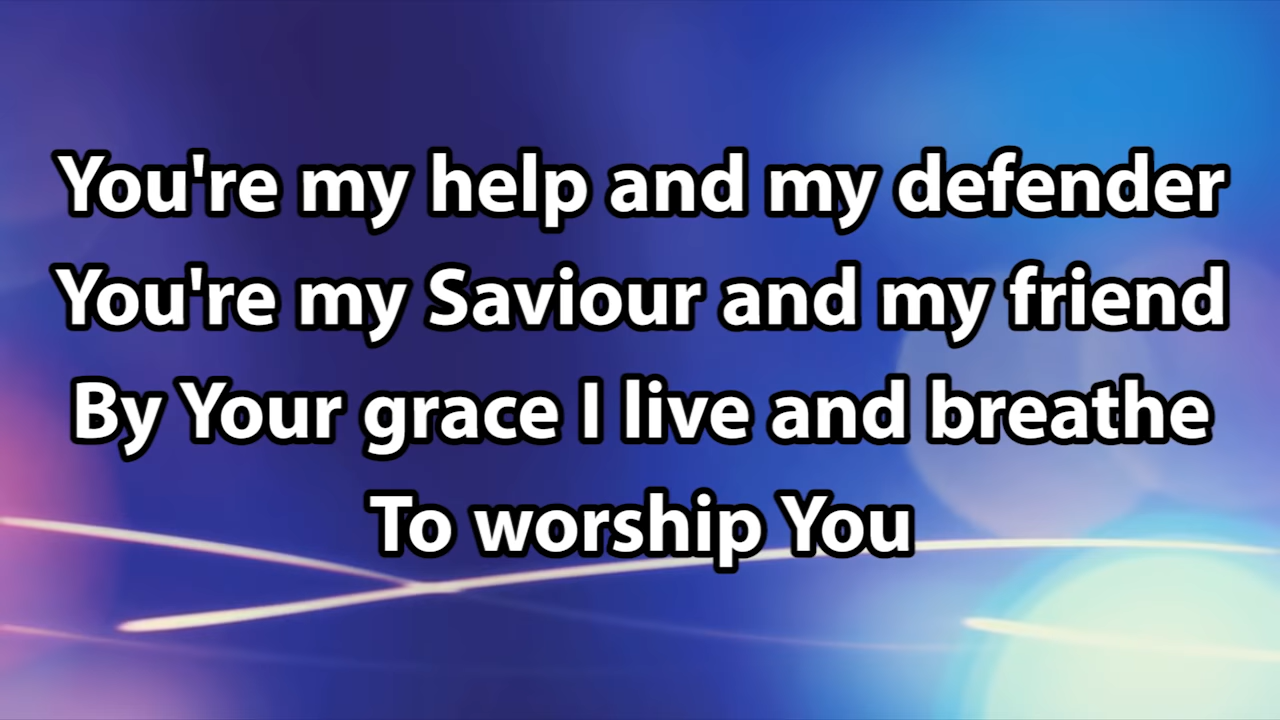 You're my help and my defender
You're my Saviour and my friend
By Your grace I live and breathe
To worship You